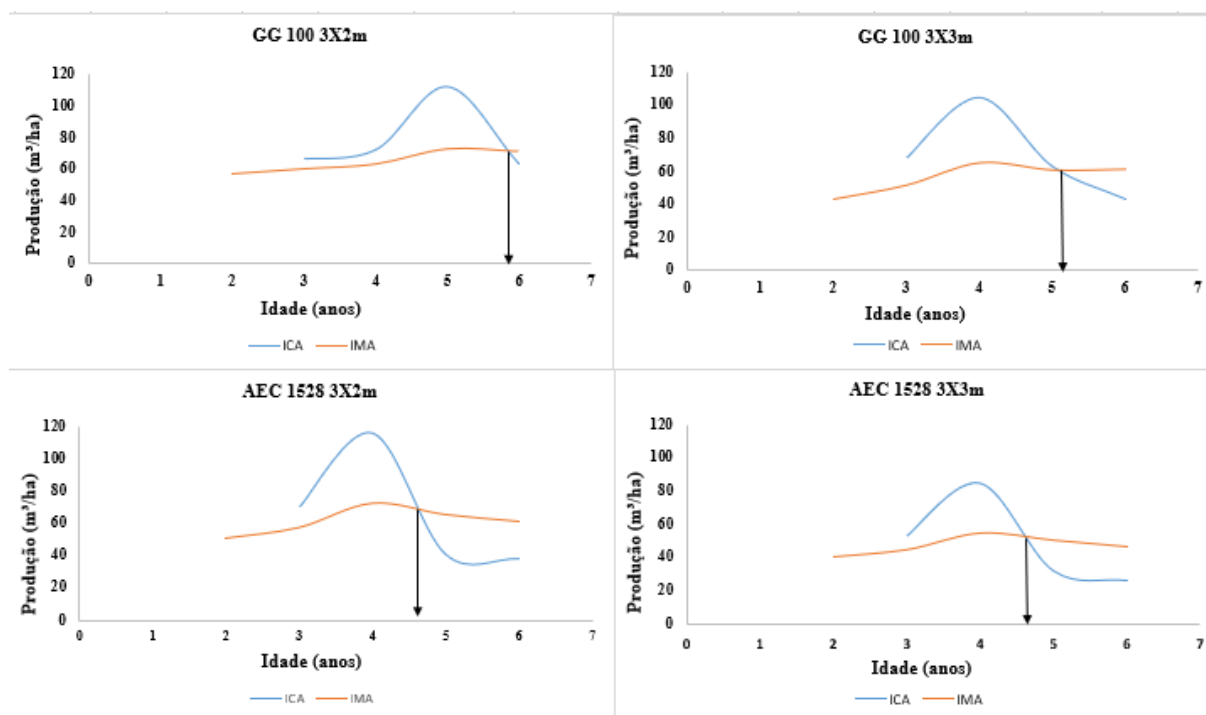 GG 100 3X2m
Produção (m³/ha)
120
100
80
60
40
20
0
0 1 2 3 4 5 6 7
Idade (anos)
ICA IMA
GG 100 3X3m
Produção (m³/ha)
120
100
80
60
40
20
0
0 1 2 3 4 5 6 7
Idade (anos)
ICA IMA
AEC 1528 3X2m
Produção (m³/ha)
120
100
80
60
40
20
0
0 1 2 3 4 5 6 7
Idade (anos)
ICA IMA
AEC 1528 3X3m
Produção (m³/ha)
120
100
80
60
40
20
0
0 1 2 3 4 5 6 7
Idade (anos)
ICA IMA